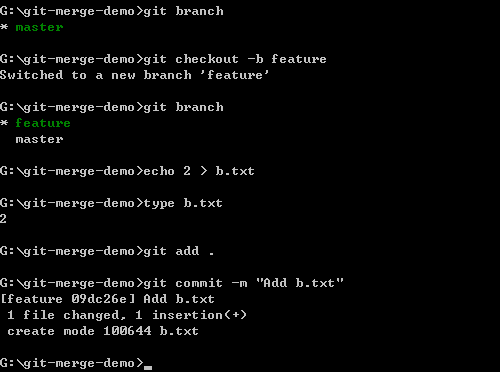 G:\git-merge-demo>git branch
* master
G:\git-merge-demo>git checkout -b feature
Switched to a new branch 'feature'
G:\git-merge-demo>git branch
* feature
  master
G:\git-merge-demo>echo 2 > b.txt
G:\git-merge-demo>type b.txt
2
G:\git-merge-demo>git add .
G:\git-merge-demo>git commit -m "Add b.txt"
[feature 09dc26e] Add b.txt
 1 file changed, 1 insertion(+)
 create mode 100644 b.txt
G:\git-merge-demo>_